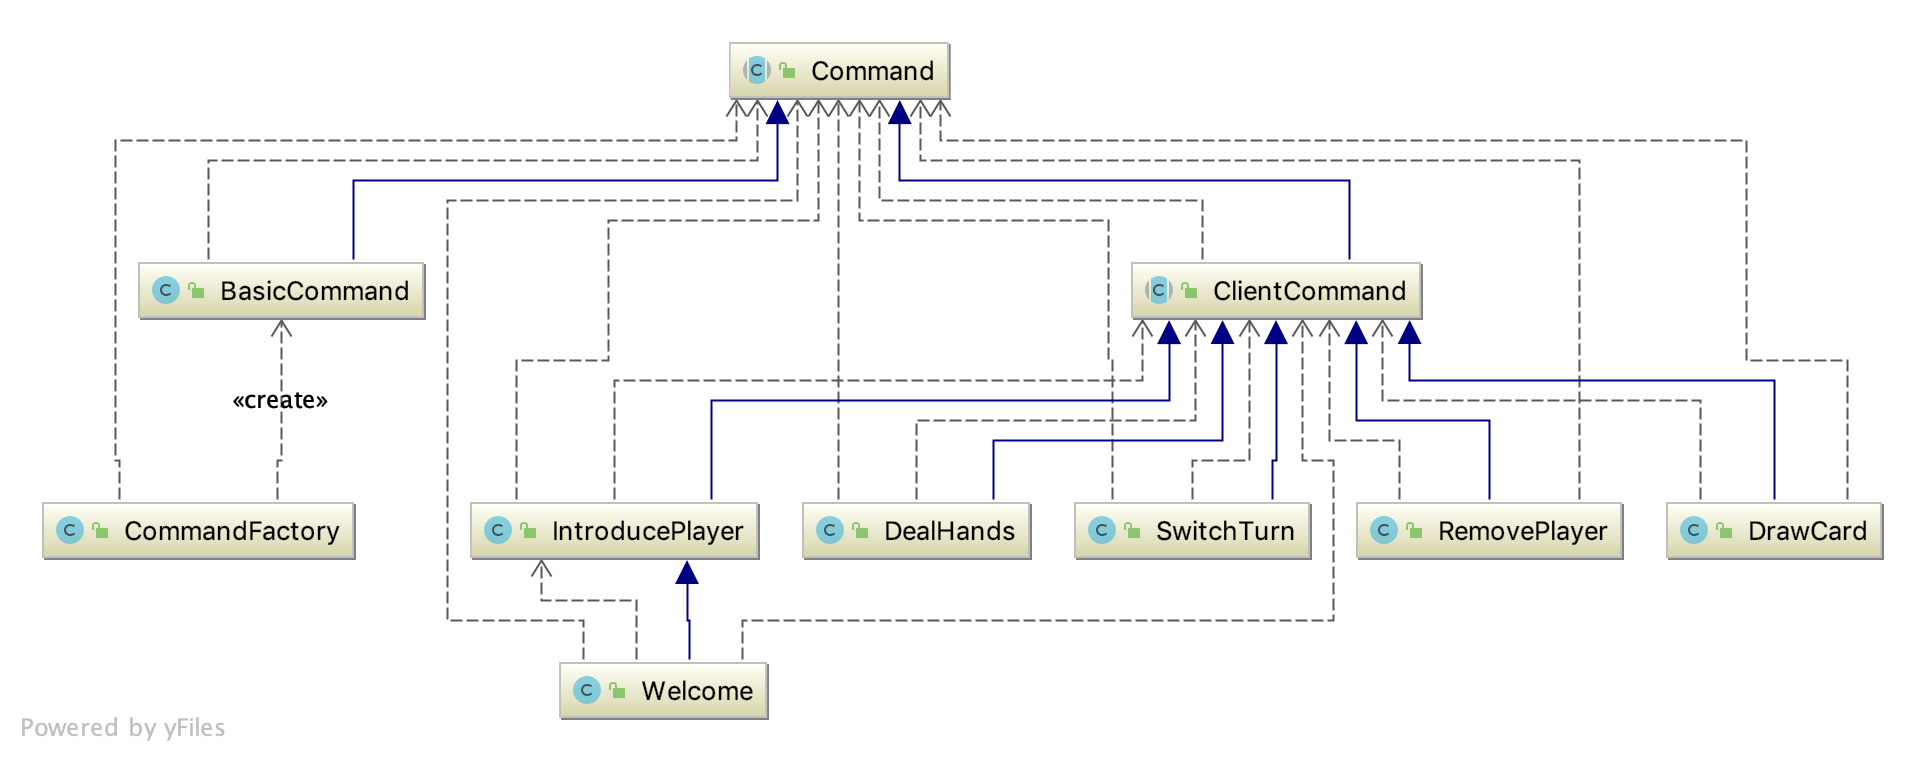 Command
BasicCommand
ClientCommand
«create»
CommandFactory
IntroducePlayer
DealHands
SwitchTurn
RemovePlayer
DrawCard
Welcome
Powered by yFiles